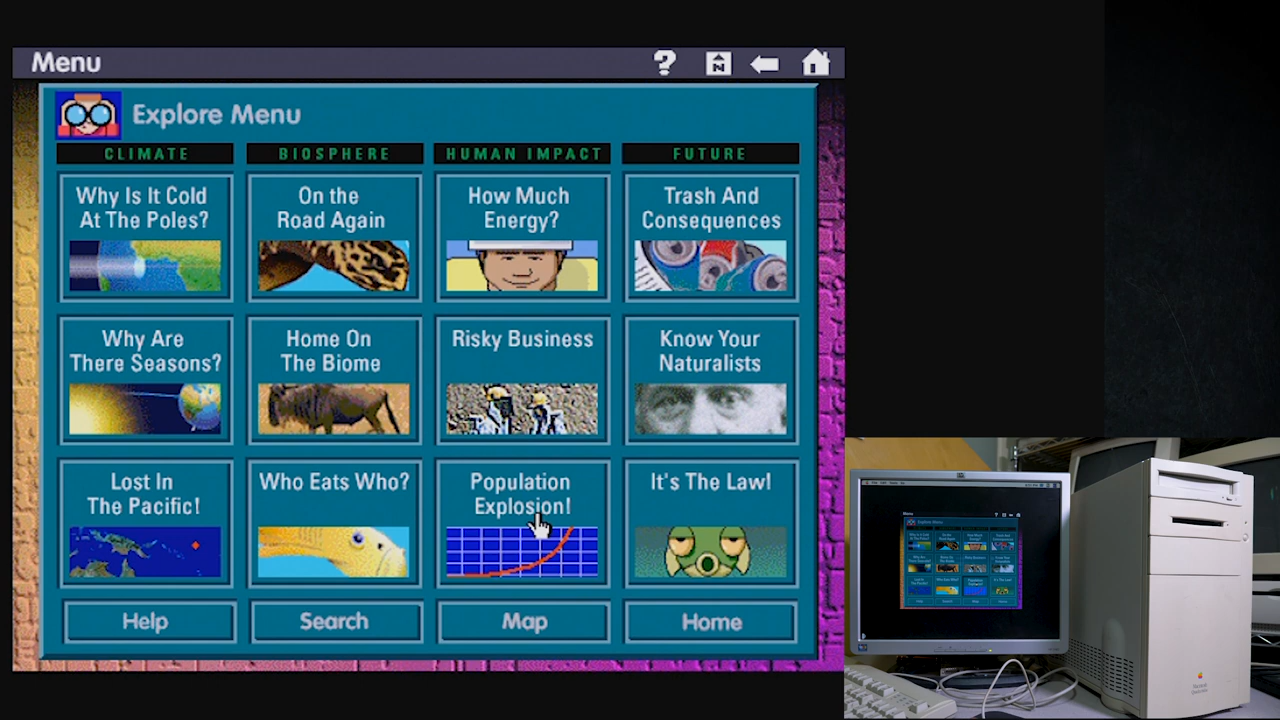 Menu
? N
Explore Menu
CLIMATE BIOSPHERE HUMAN IMPACT FUTURE
Why Is It Cold
At The Poles?
On the
Road Again
How Much
Energy?
Trash And
Consequences
Why Are
There Seasons?
Home On
The Biome
Risky Business
Know Your
Naturalists
Lost In
The Pacific!
Who Eats Who?
Population
Explosion!
It's The Law!
Help Search Map Home